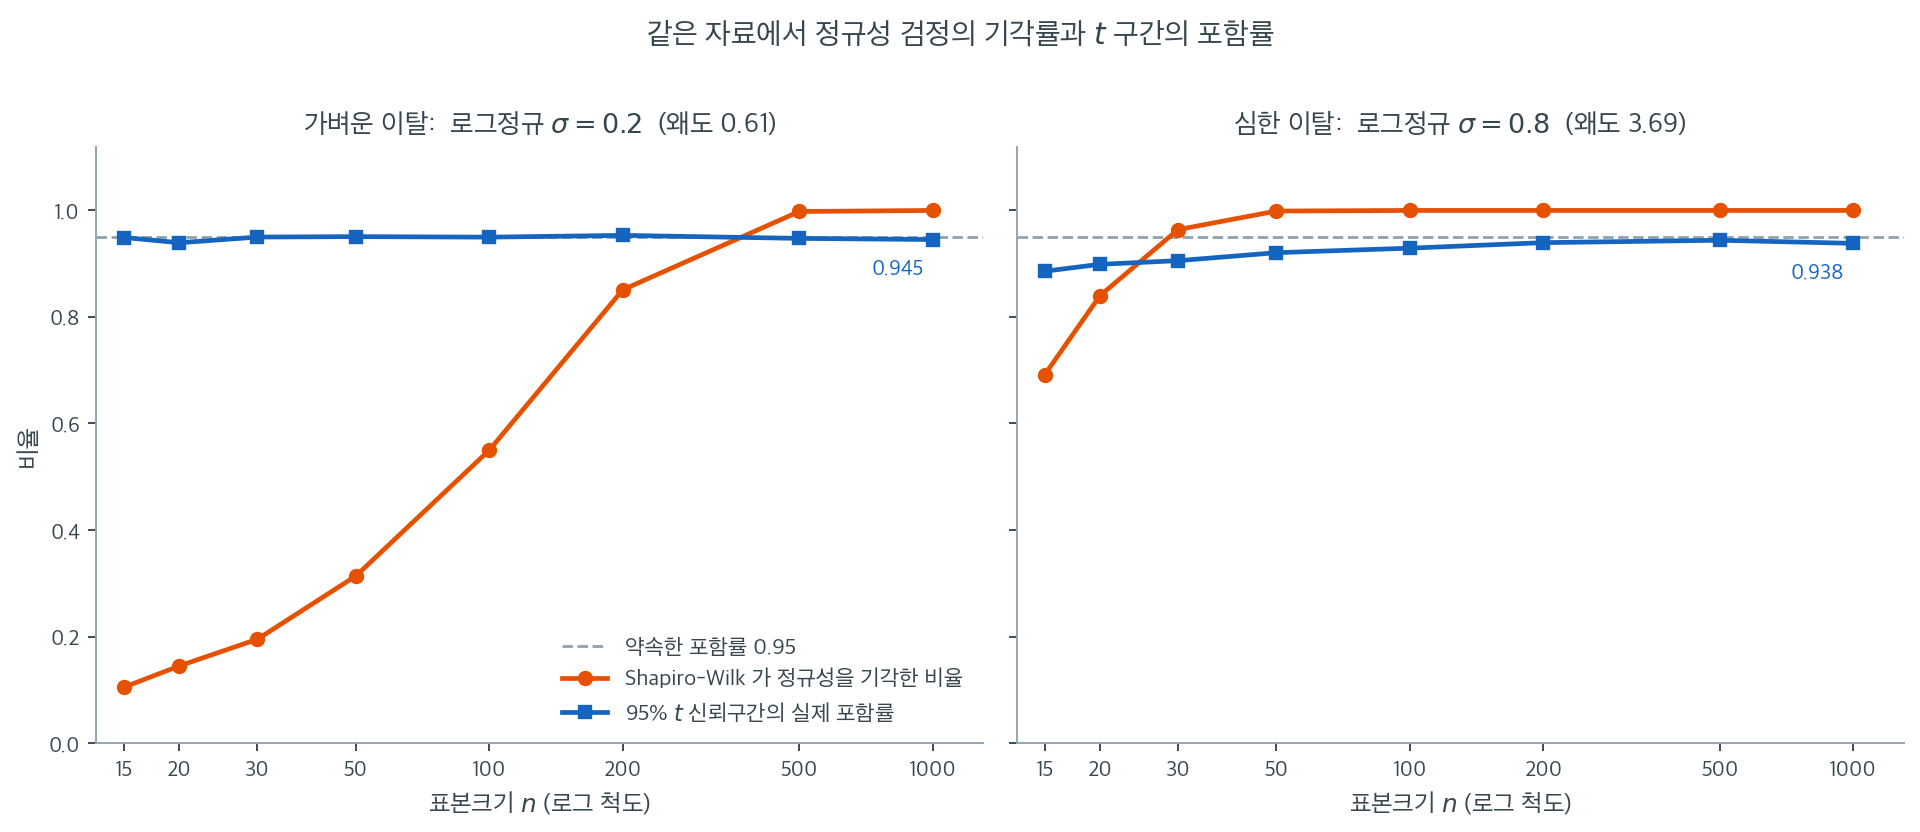 같은 자료에서 정규성 검정의 기각률과 t 구간의 포함률
가벼운 이탈: 로그정규 σ = 0.2 (왜도 0.61)
비율
1.0
0.8
0.6
0.4
0.2
0.0
0.945
약속한 포함률 0.95
Shapiro-Wilk 가 정규성을 기각한 비율
95% t 신뢰구간의 실제 포함률
15 20 30 50 100 200 500 1000
표본크기 n (로그 척도)
심한 이탈: 로그정규 σ = 0.8 (왜도 3.69)
0.938
15 20 30 50 100 200 500 1000
표본크기 n (로그 척도)